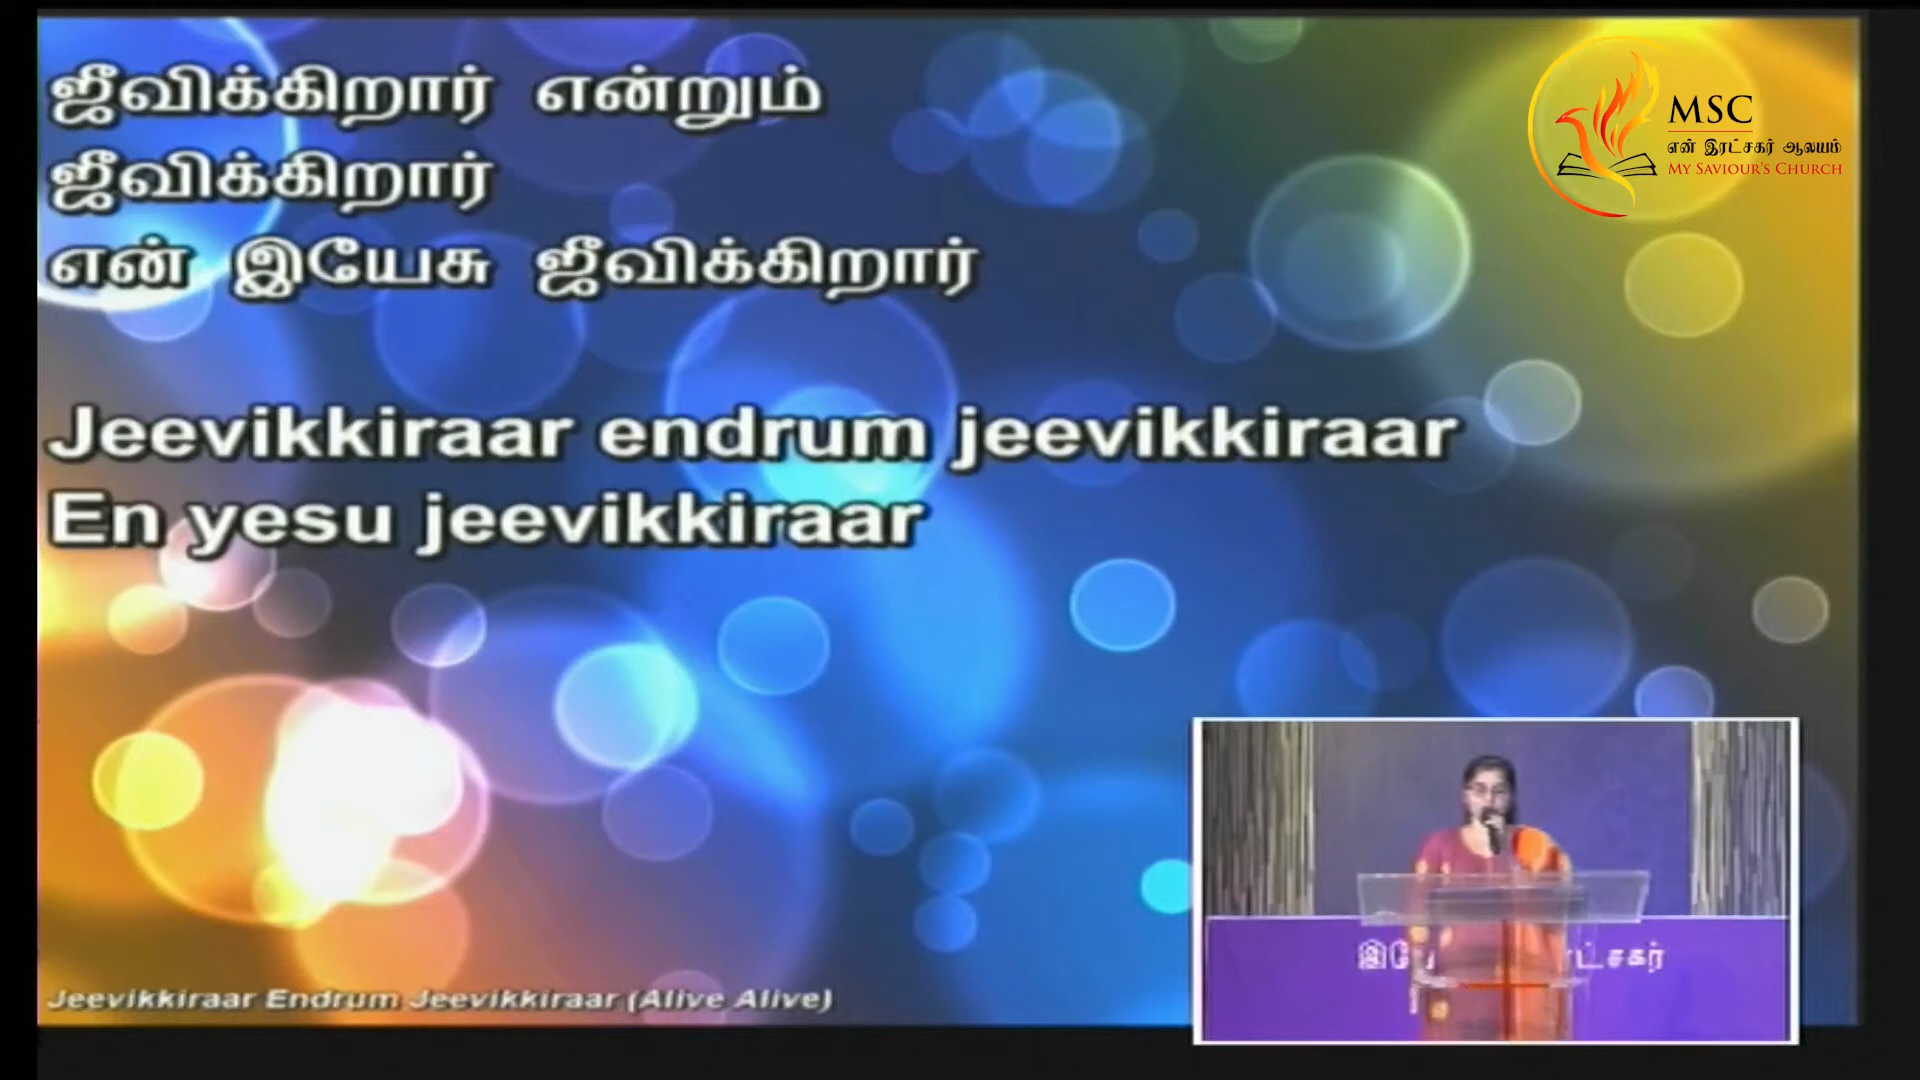 ஜீவிக்கிறார் என்றும்
ஜீவிக்கிறார்
என் இயேசு ஜீவிக்கிறார்
Jeevikkiraar endrum jeevikkiraar
En yesu jeevikkiraar
Jeevikkiraar Endrum Jeevikkiraar (Alive Alive)
MSC
என் இரட்சகர் ஆலயம்
MY SAVIOUR'S CHURCH